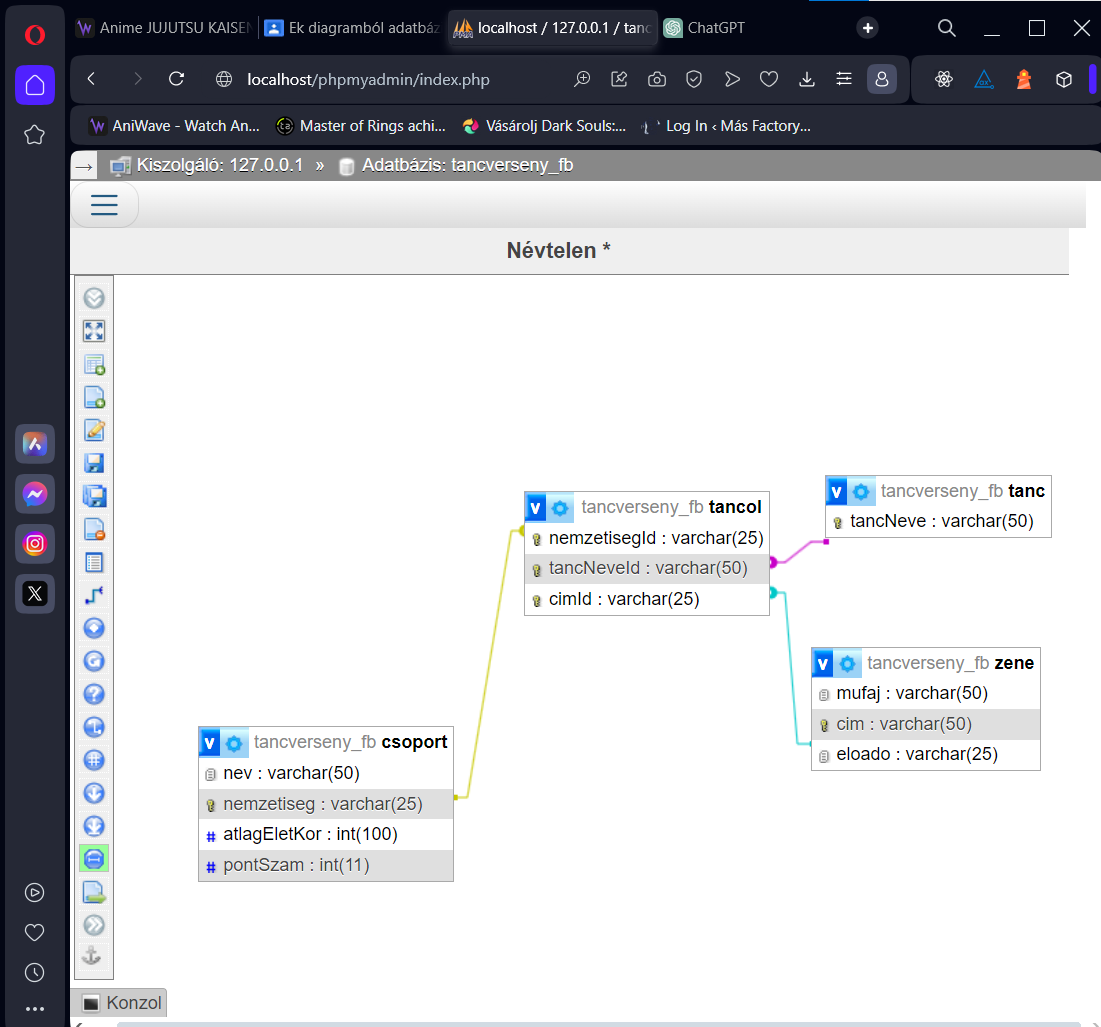 Anime JUJUTSU KAISEN
Ek diagramból adatbáz
localhost / 127.0.0.1 / tanc
ChatGPT
localhost/phpmyadmin/index.php
AniWave - Watch An...
Master of Rings achi...
Vásárolj Dark Souls:...
Log In ‹ Más Factory...
Kiszolgáló: 127.0.0.1 » Adatbázis: tancverseny_fb
Névtelen *
v tancverseny_fb tancol
nemzetisegId : varchar(25)
tancNeveId : varchar(50)
cimId : varchar(25)
v tancverseny_fb tanc
tancNeve : varchar(50)
v tancverseny_fb zene
mufaj : varchar(50)
cim : varchar(50)
eloado : varchar(25)
v tancverseny_fb csoport
nev : varchar(50)
nemzetiseg : varchar(25)
# atlagEletKor : int(100)
# pontSzam : int(11)
Konzol